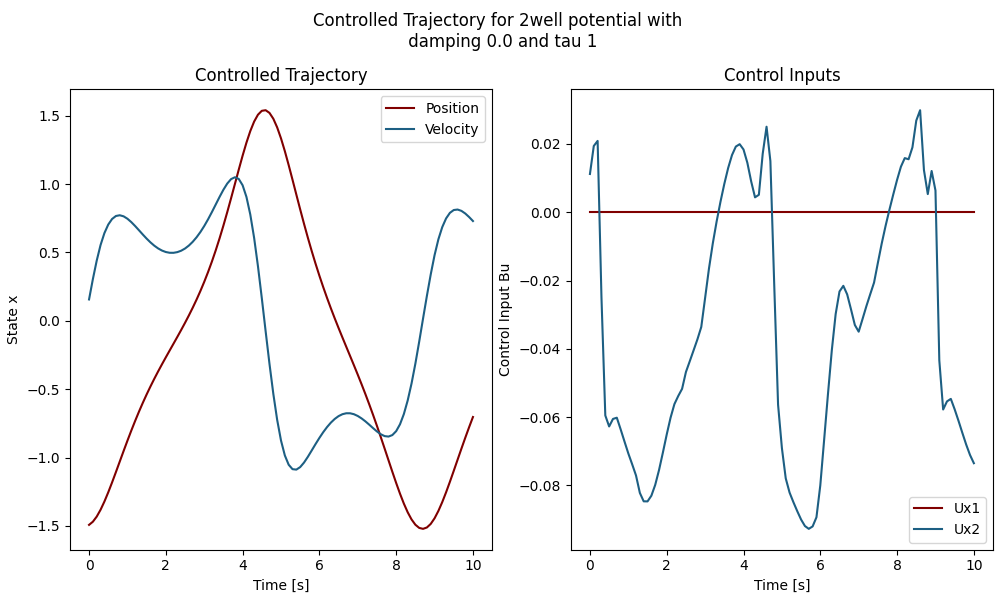 Controlled Trajectory for 2well potential with
damping 0.0 and tau 1
Controlled Trajectory
Position
Velocity
State x
1.5
1.0
0.5
0.0
−0.5
−1.0
−1.5
0
2
4
6
8
10
Time [s]
Control Inputs
Control Input Bu
0.02
0.00
−0.02
−0.04
−0.06
−0.08
Ux1
Ux2
0
2
4
6
8
10
Time [s]